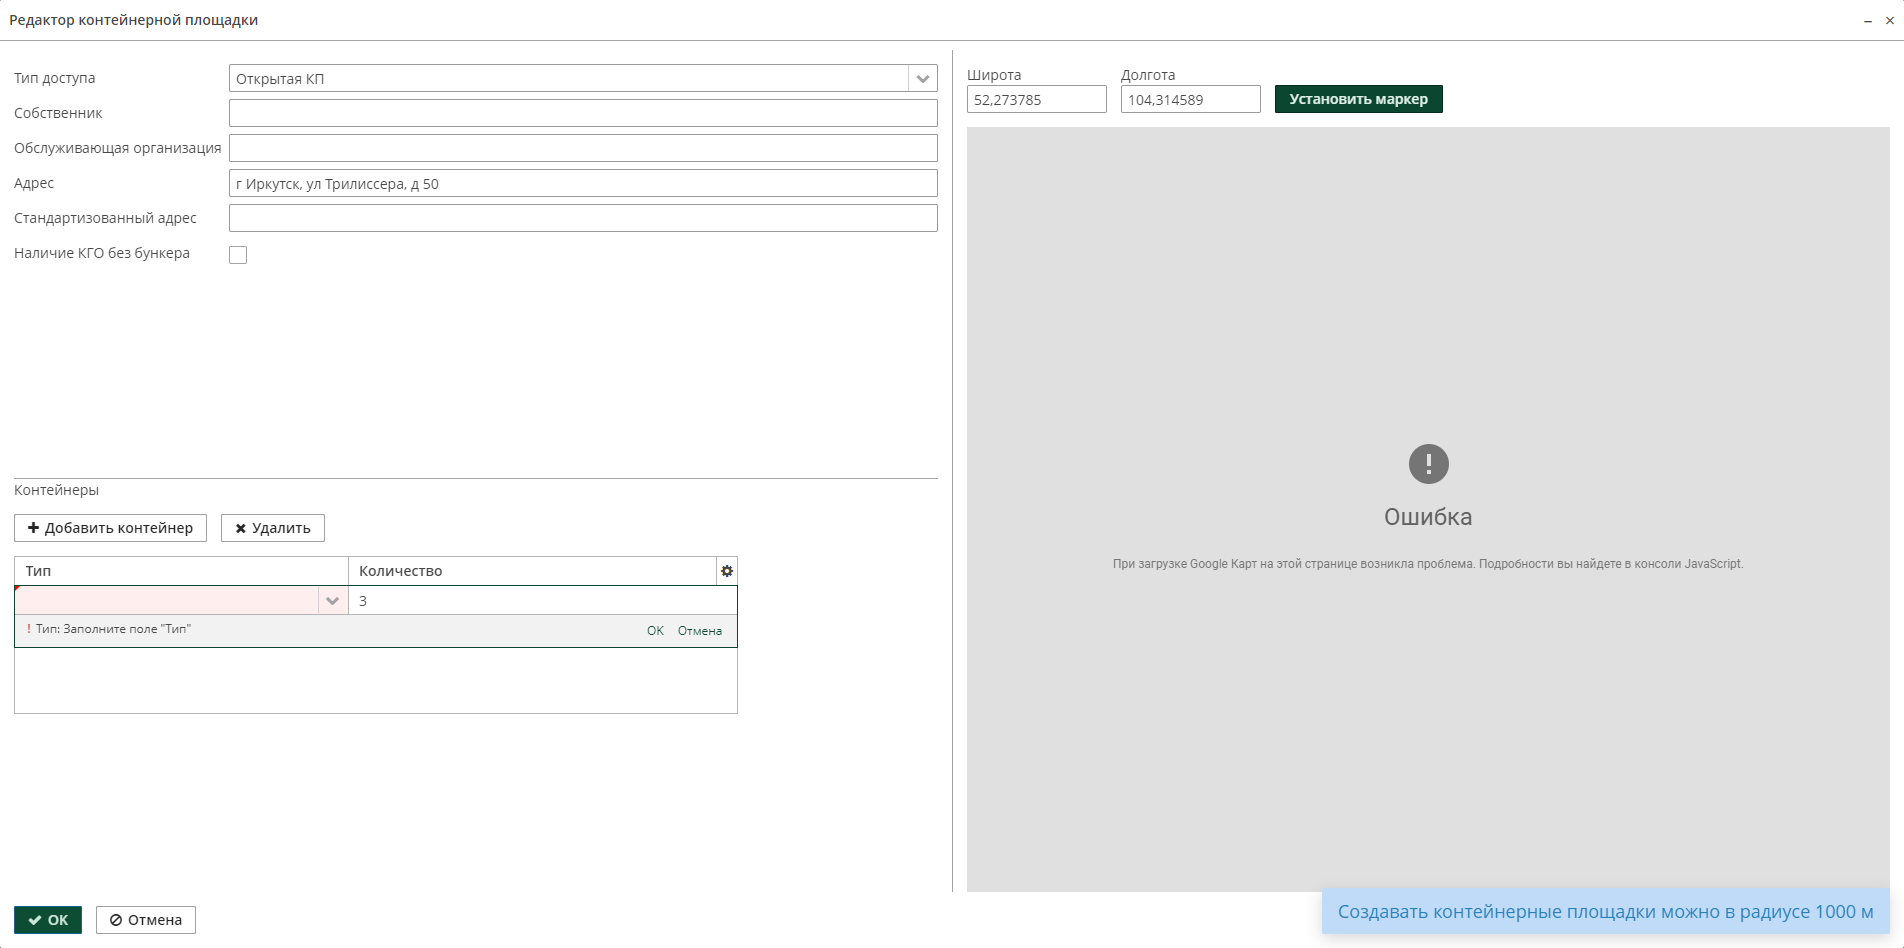 Редактор контейнерной площадки
Тип доступа
Открытая КП
Собственник
Обслуживающая организация
Адрес
г Иркутск, ул Трилиссера, д 50
Стандартизованный адрес
Наличие КГО без бункера
Контейнеры
Добавить контейнер
Удалить
Тип
Количество
3
! Тип: Заполните поле "Тип"
OK
Отмена
OK
Отмена
Широта
Долгота
52,273785
104,314589
Установить маркер
Ошибка
При загрузке Google Карт на этой странице возникла проблема. Подробности вы найдете в консоли JavaScript.
Создавать контейнерные площадки можно в радиусе 1000 м